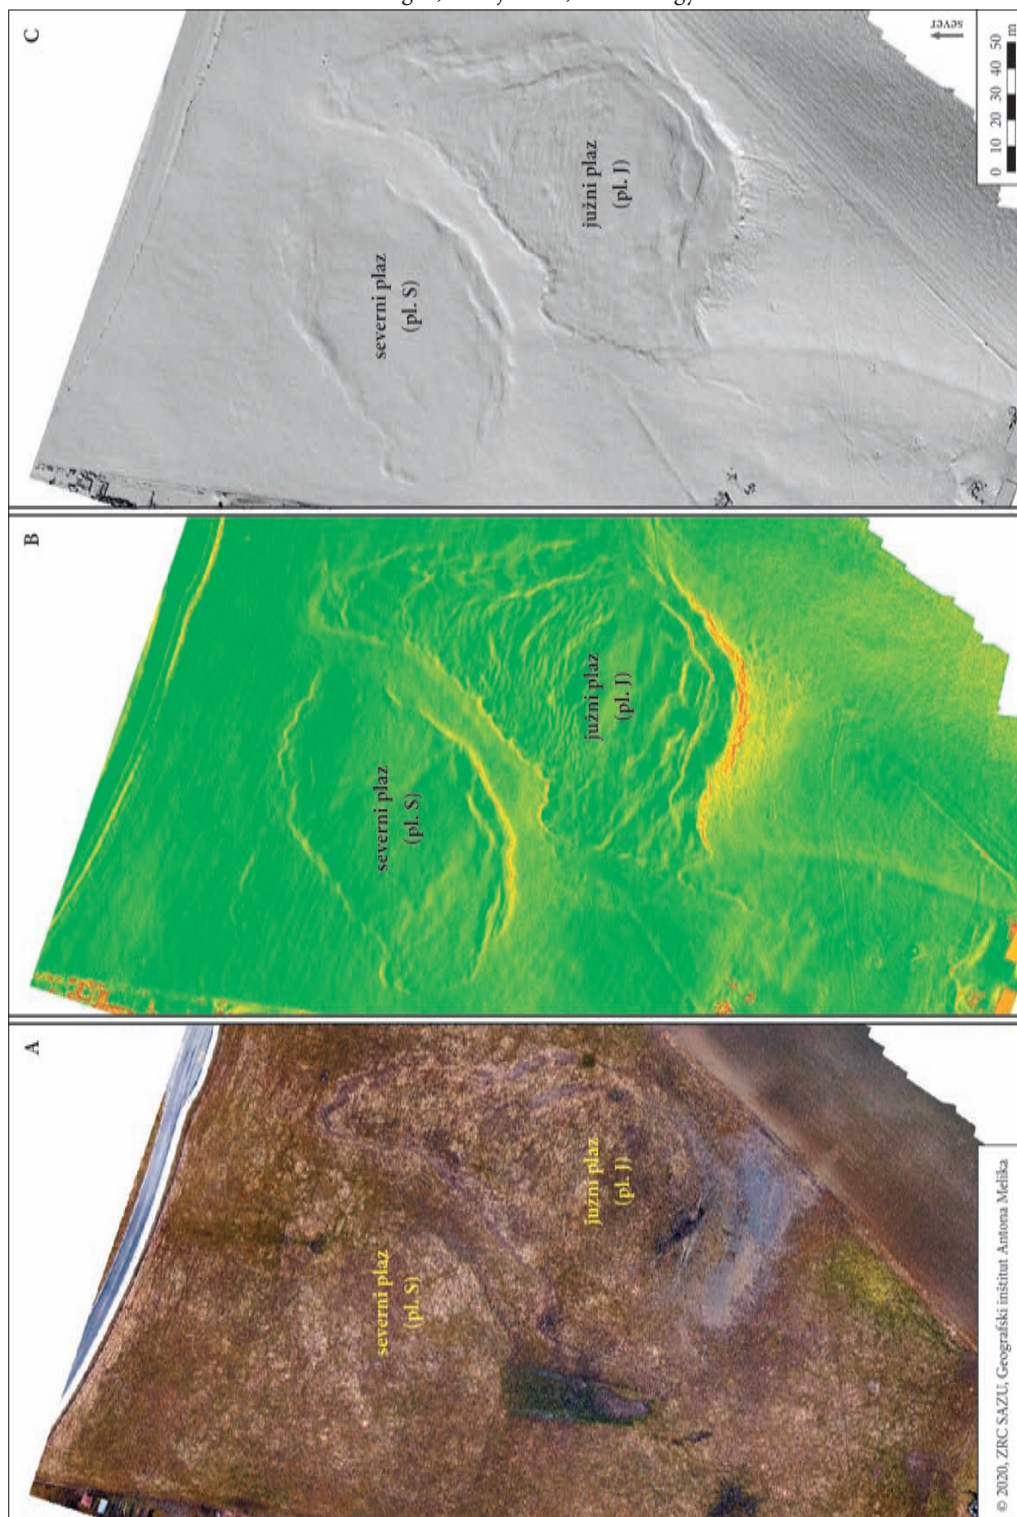 A
severni plaz
(pl. S)
južni plaz
(pl. J)
© 2020, ZRC SAZU, Geografski inštitut Antona Melika
B
severni plaz
(pl. S)
južni plaz
(pl. J)
C
severni plaz
(pl. S)
južni plaz
(pl. J)
sever
0 10 20 30 40 50
m